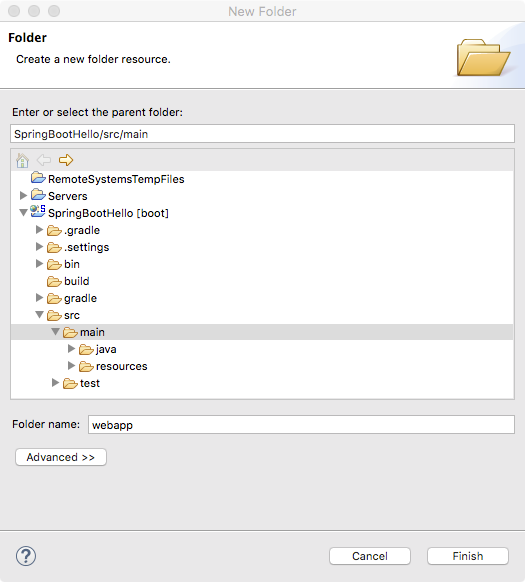 New Folder
Folder
Create a new folder resource.
Enter or select the parent folder:
SpringBootHello/src/main
RemoteSystemsTempFiles
Servers
SpringBootHello [boot]
.gradle
.settings
bin
build
gradle
src
main
java
resources
test
Folder name: webapp
Advanced >>
? Cancel Finish